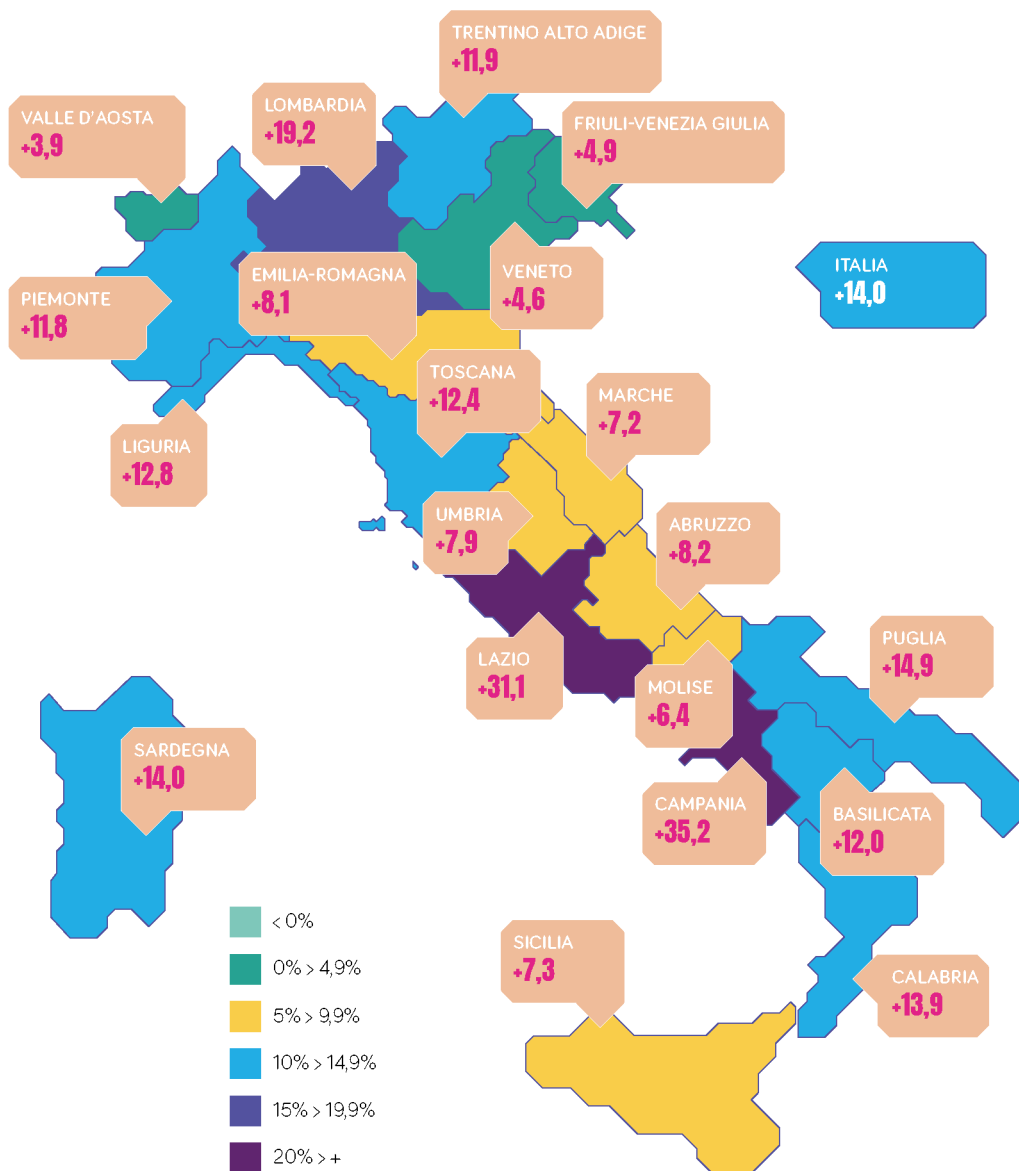 TRENTINO ALTO ADIGE
+11,9
VALLE D'AOSTA
+3,9
LOMBARDIA
+19,2
FRIULI-VENEZIA GIULIA
+4,9
PIEMONTE
+11,8
EMILIA-ROMAGNA
+8,1
VENETO
+4,6
ITALIA
+14,0
TOSCANA
+12,4
MARCHE
+7,2
LIGURIA
+12,8
UMBRIA
+7,9
ABRUZZO
+8,2
LAZIO
+31,1
MOLISE
+6,4
PUGLIA
+14,9
SARDEGNA
+14,0
CAMPANIA
+35,2
BASILICATA
+12,0
SICILIA
+7,3
CALABRIA
+13,9
< 0%
0% > 4,9%
5% > 9,9%
10% > 14,9%
15% > 19,9%
20% > +